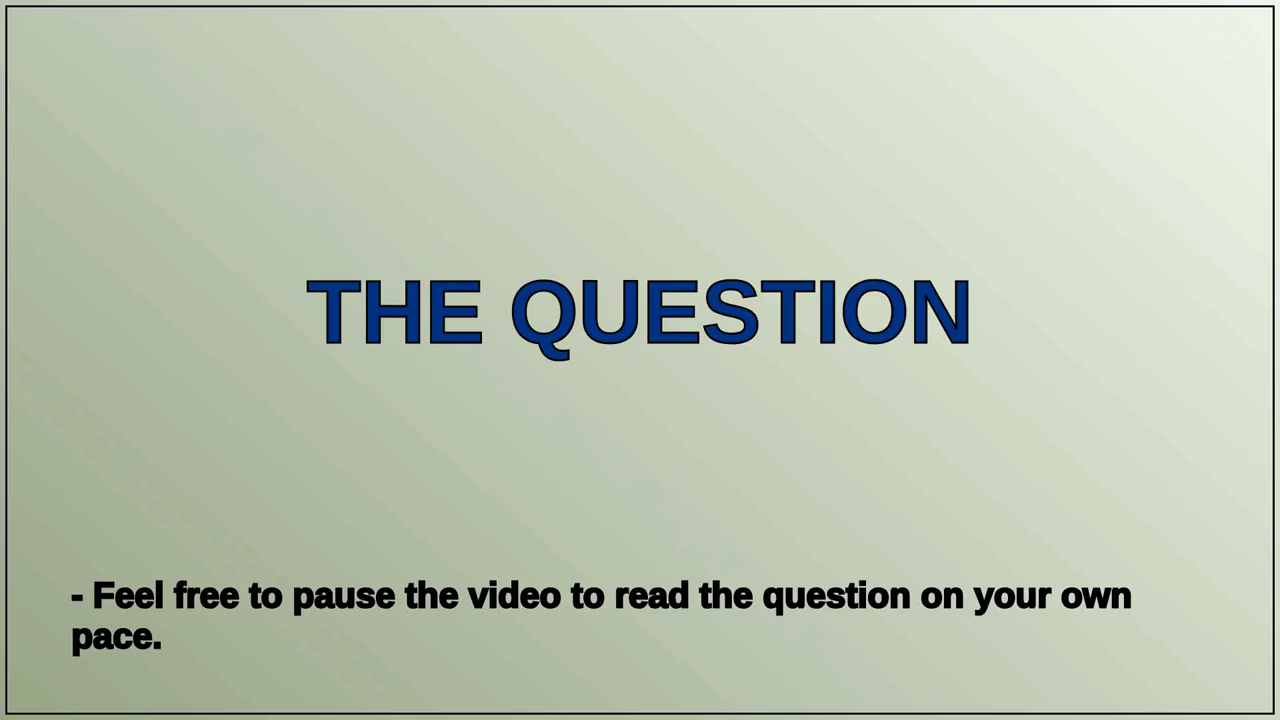 THE QUESTION
- Feel free to pause the video to read the question on your own
pace.